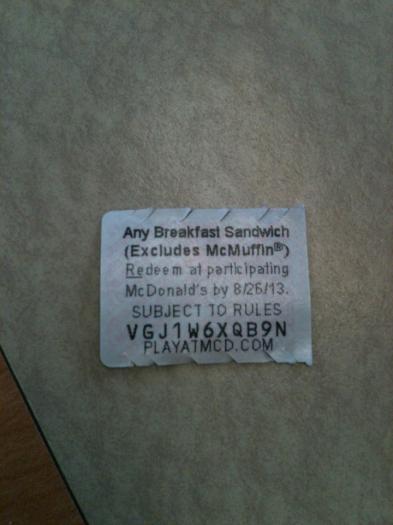 Any Breakfast Sandwich
(Excludes McMuffin®)
Redeem at participating
McDonald's by 8/26/13.
SUBJECT TO RULES
VGJ1W6XQB9N
PLAYATMCD.COM